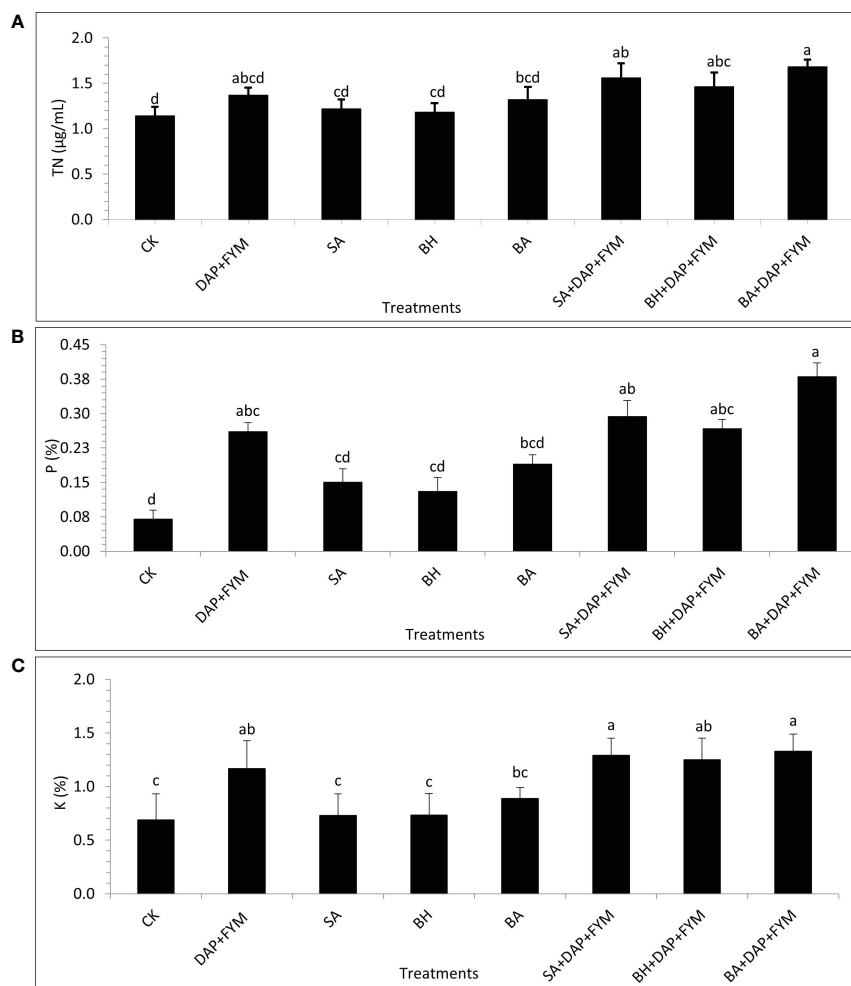 A
2.0
1.5
1.0
0.5
0.0
TN (µg/mL)
d
abcd
cd
cd
bcd
ab
abc
a
CK
DAP+FYM
SA
BH
BA
SA+DAP+FYM
BH+DAP+FYM
BA+DAP+FYM
Treatments
B
0.45
0.38
0.30
0.23
0.15
0.08
0.00
P (%)
d
abc
cd
cd
bcd
ab
abc
a
CK
DAP+FYM
SA
BH
BA
SA+DAP+FYM
BH+DAP+FYM
BA+DAP+FYM
Treatments
C
2.0
1.5
1.0
0.5
0.0
K (%)
c
ab
c
c
bc
a
ab
a
CK
DAP+FYM
SA
BH
BA
SA+DAP+FYM
BH+DAP+FYM
BA+DAP+FYM
Treatments